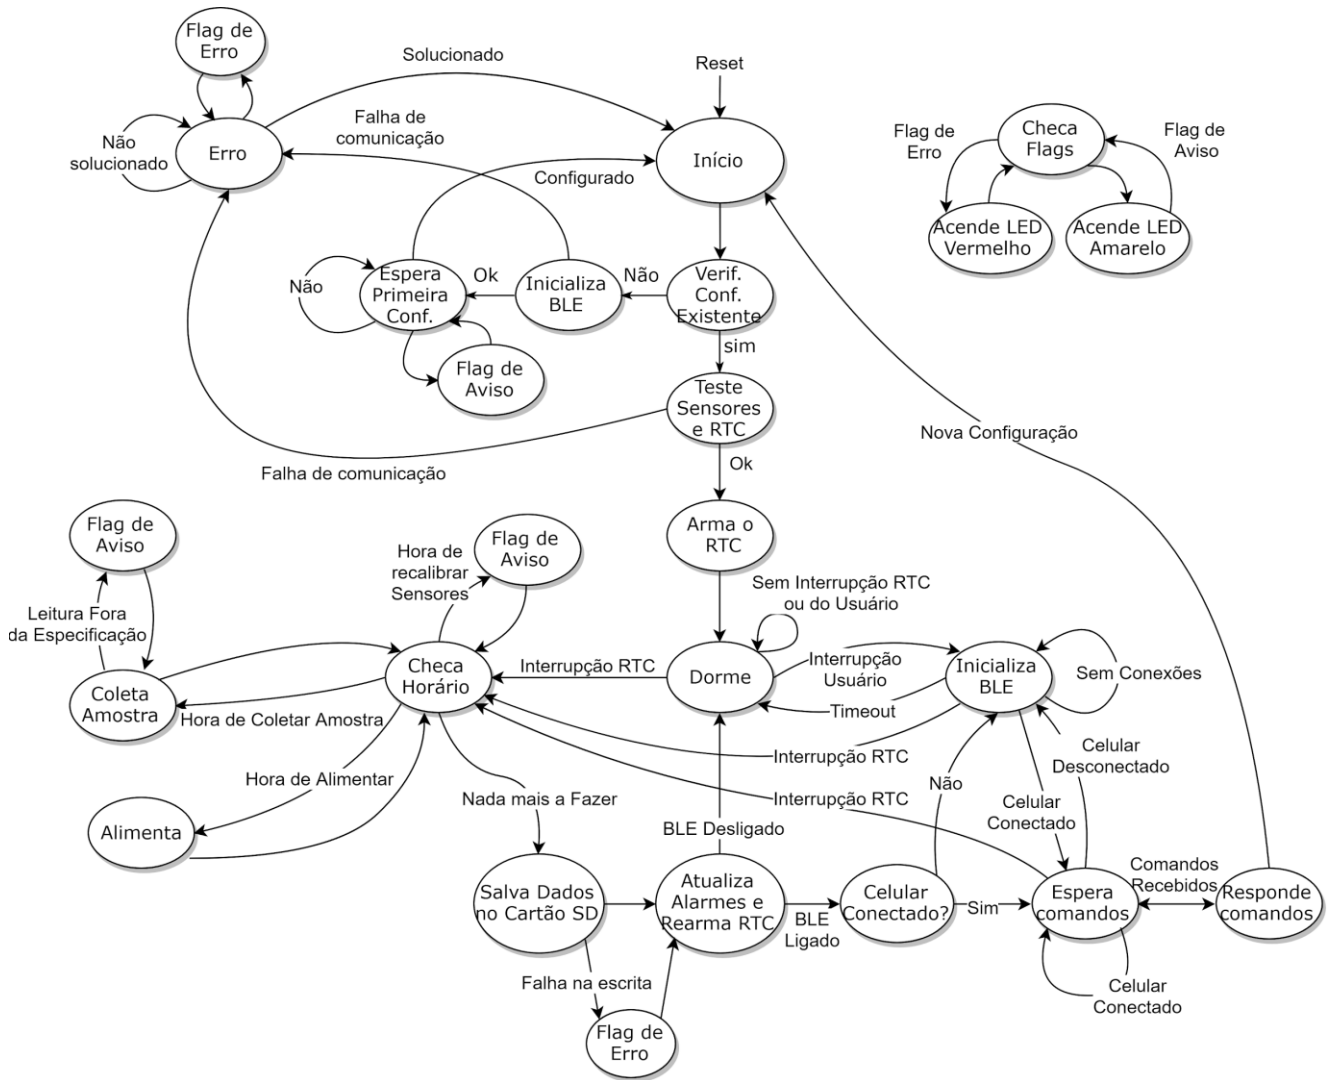 Flag de
Erro
Solucionado
Reset
Não
solucionado
Erro
Falha de
comunicação
Configurado
Início
Flag de
Erro
Checa
Flags
Flag de
Aviso
Acende LED
Vermelho
Acende LED
Amarelo
Não
Espera
Primeira
Conf.
Ok
Inicializa
BLE
Não
Verif.
Conf.
Existente
sim
Flag de
Aviso
Teste
Sensores
e RTC
Falha de comunicação
Ok
Nova Configuração
Flag de
Aviso
Hora de
recalibrar
Sensores
Flag de
Aviso
Arma o
RTC
Sem Interrupção RTC
ou do Usuário
Leitura Fora
da Especificação
Coleta
Amostra
Hora de Coletar Amostra
Checa
Horário
Interrupção RTC
Dorme
Interrupção
Usuário
Timeout
Inicializa
BLE
Sem Conexões
Hora de Alimentar
Alimenta
Nada mais a Fazer
Interrupção RTC
Interrupção RTC
BLE Desligado
Não
Celular
Desconectado
Celular
Conectado
Salva Dados
no Cartão SD
Atualiza
Alarmes e
Rearma RTC
BLE
Ligado
Celular
Conectado?
Sim
Espera
comandos
Comandos
Recebidos
Responde
comandos
Falha na escrita
Flag de
Erro
Celular
Conectado